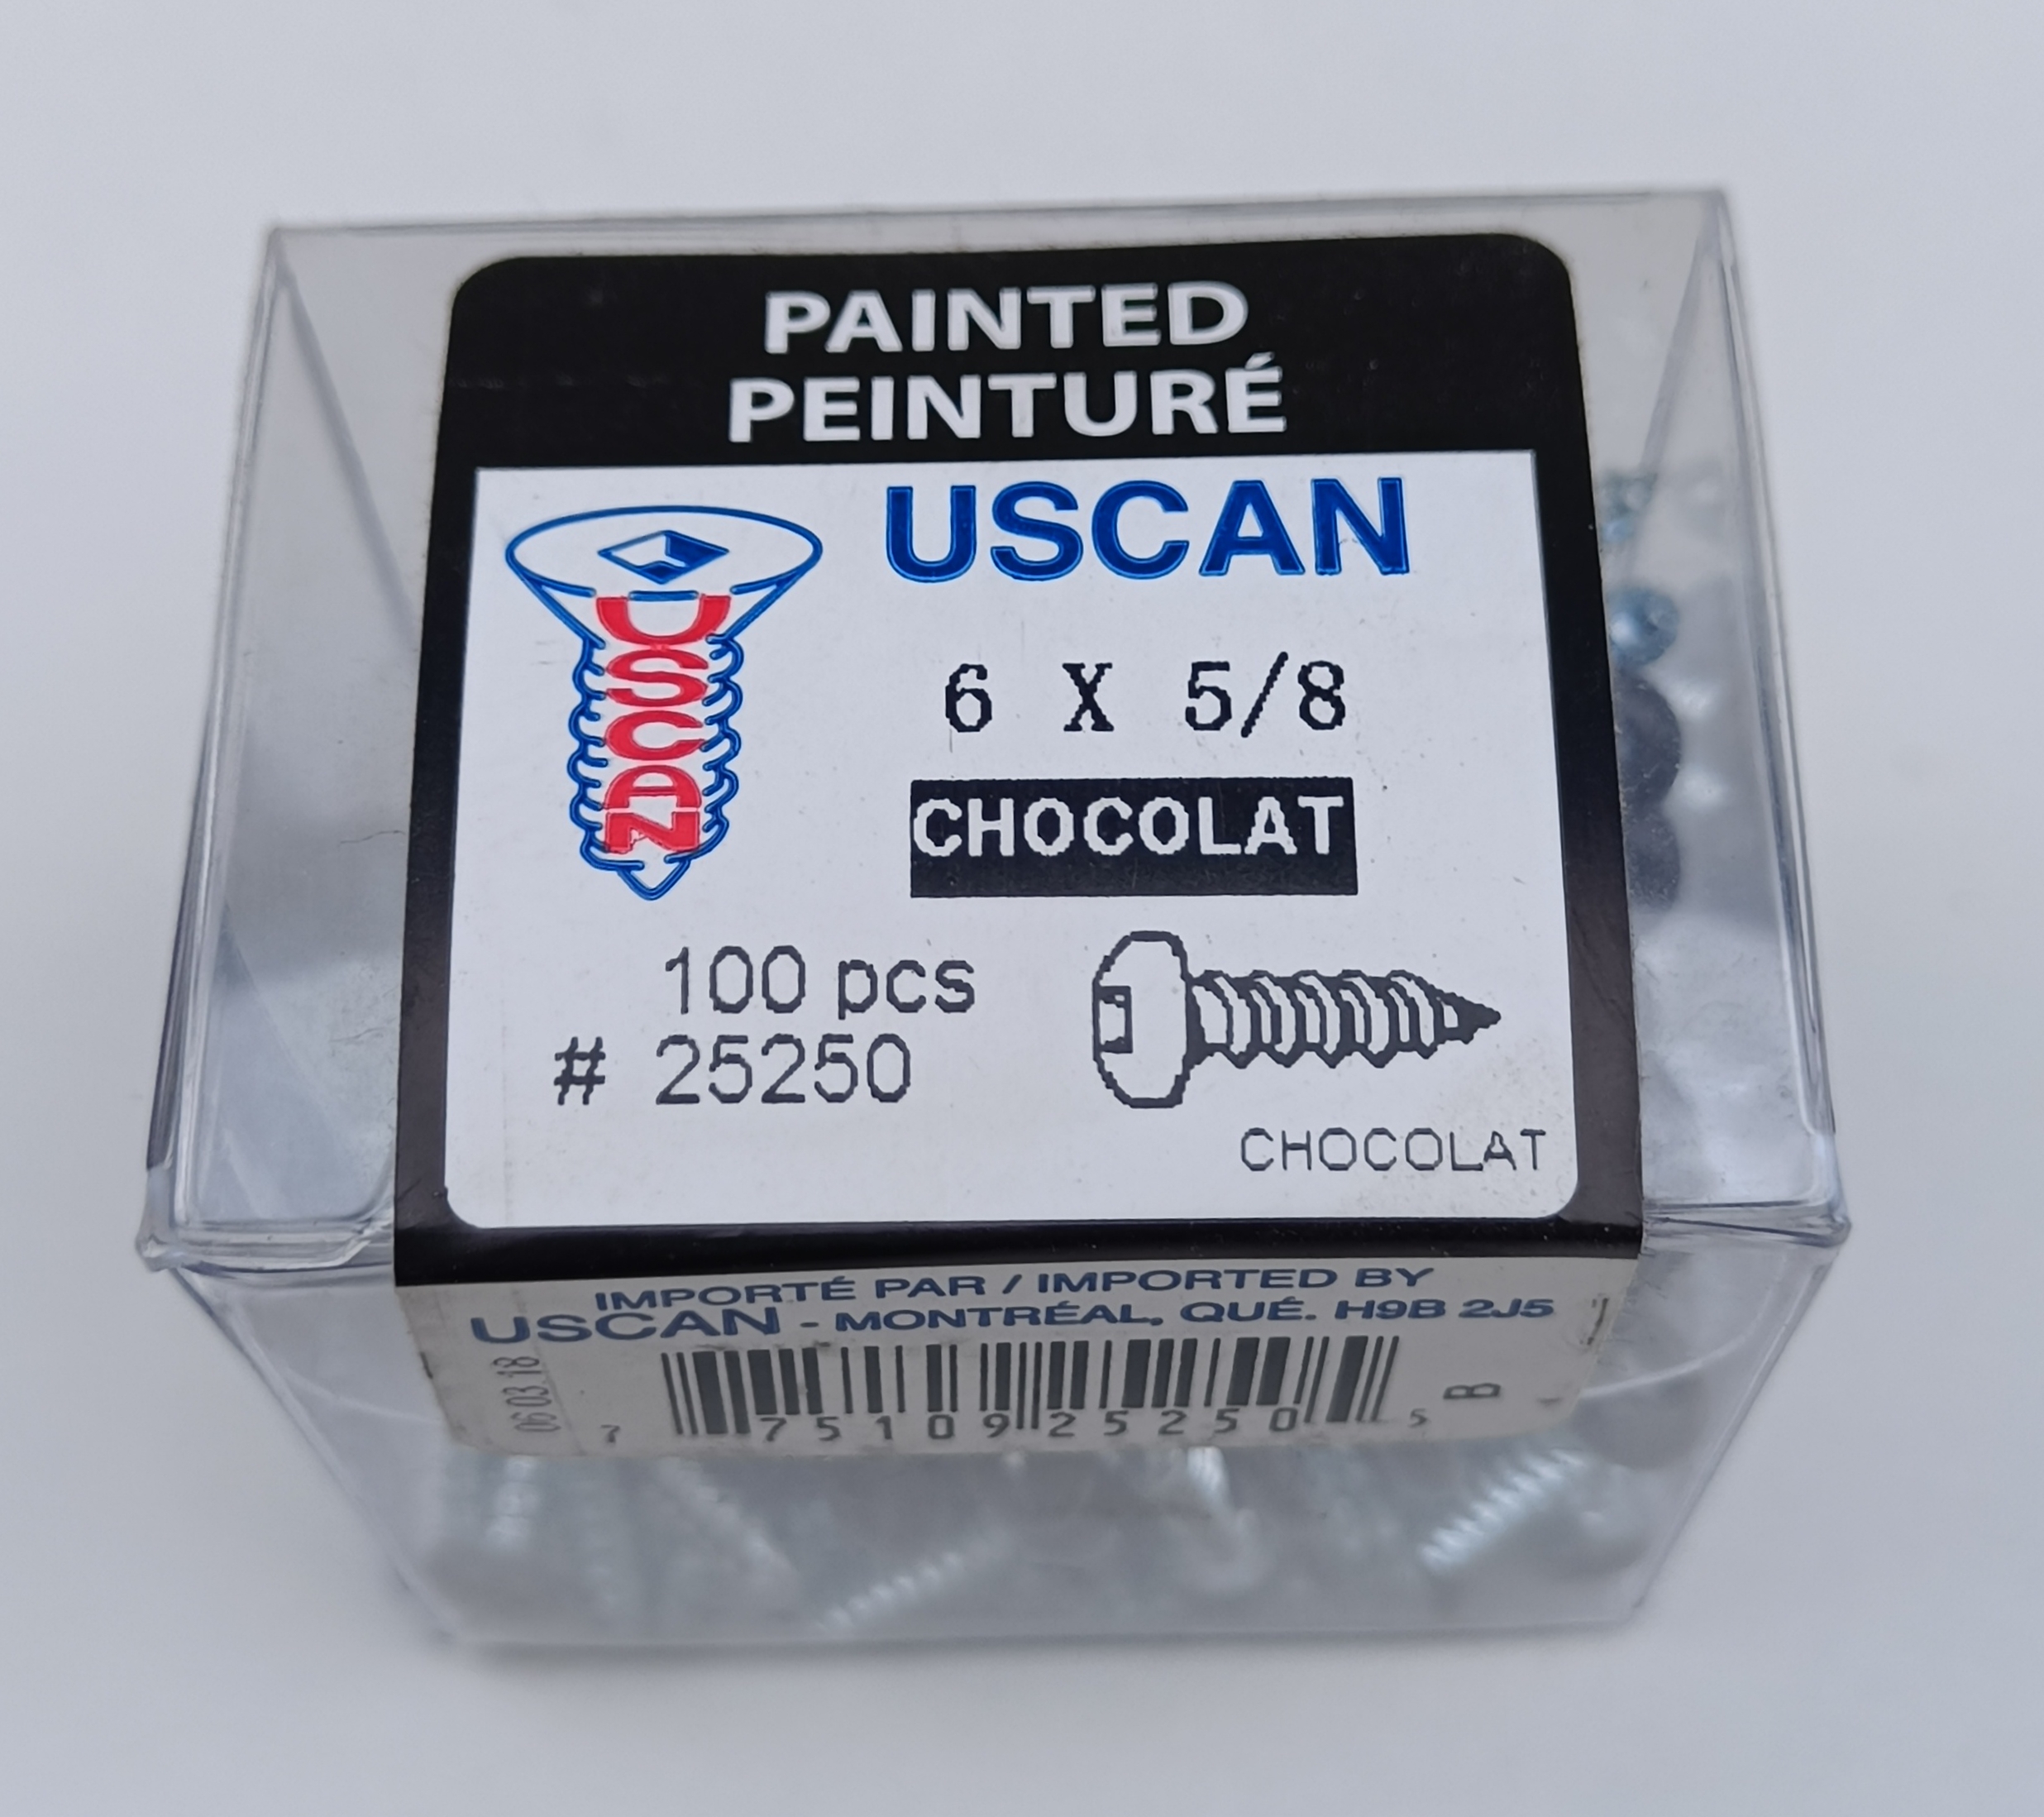 PAINTED
PEINTURÉ
USCAN
USCAN
6 X 5/8
CHOCOLAT
100 pcs
# 25250
CHOCOLAT
IMPORTÉ PAR / IMPORTED BY
USCAN - MONTRÉAL, QUÉ. H9B 2J5
06.03.18
7 75109 25250 5
B